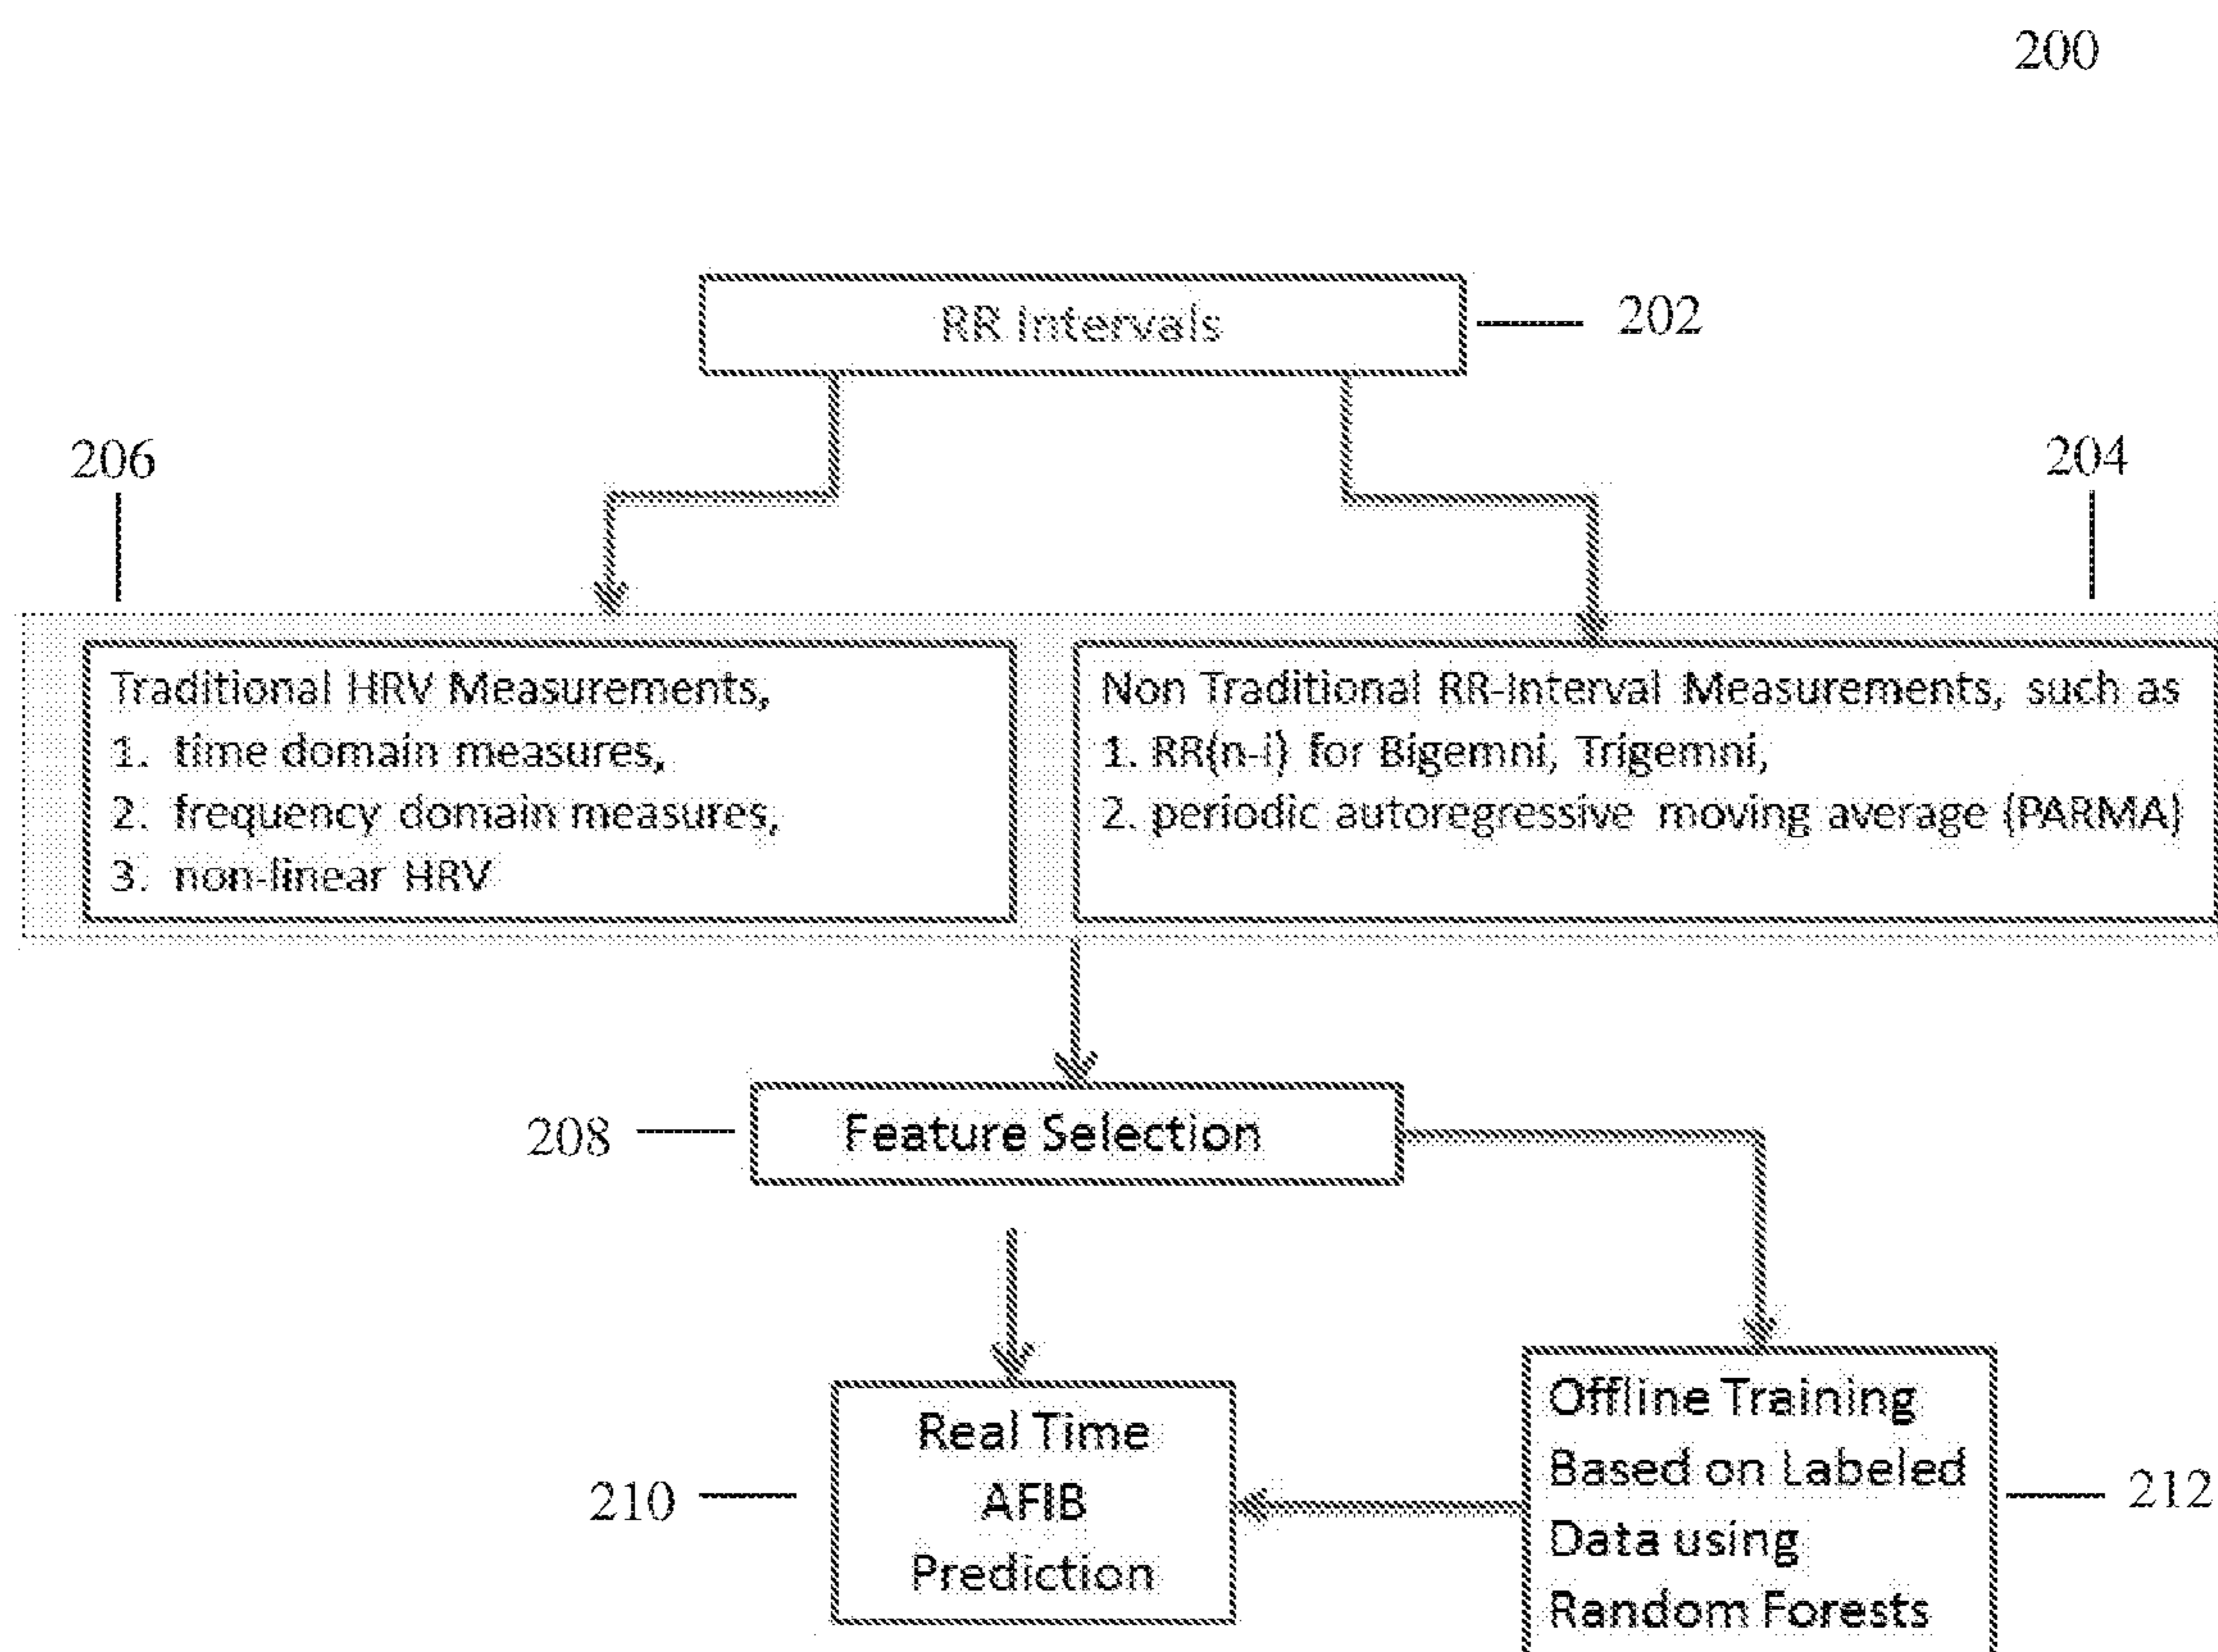 200
RR Intervals
202
206
204
Traditional HRV Measurements,
1. time domain measures,
2. frequency domain measures,
3. non-linear HRV
Non Traditional RR-Interval Measurements, such as
1. RR(n-i) for Bigemni, Trigemni,
2. periodic autoregressive moving average (PARMA)
208
Feature Selection
210
Real Time
AFIB
Prediction
Offline Training
Based on Labeled
Data using
Random Forests
212